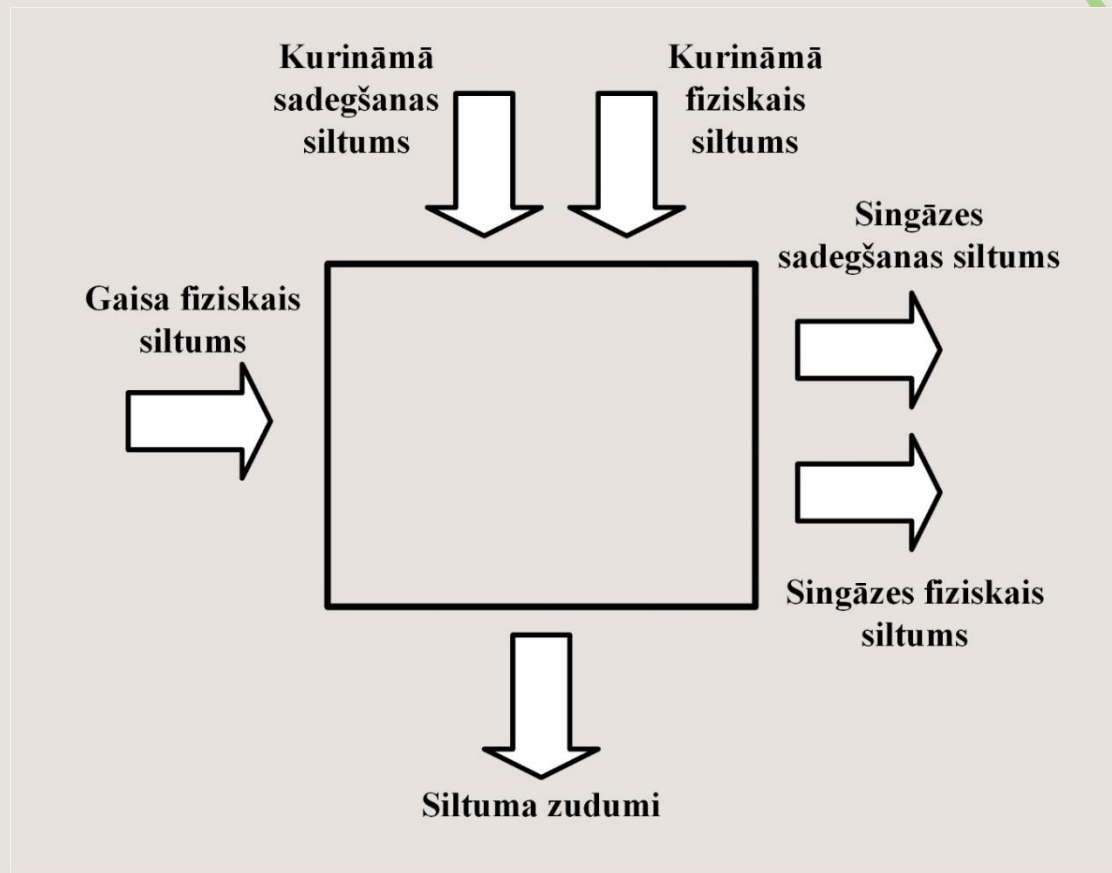 Kurināmā
sadegšanas
siltums
Kurināmā
fiziskais
siltums
Singāzes
sadegšanas siltums
Gaisa fiziskais
siltums
Singāzes fiziskais
siltums
Siltuma zudumi